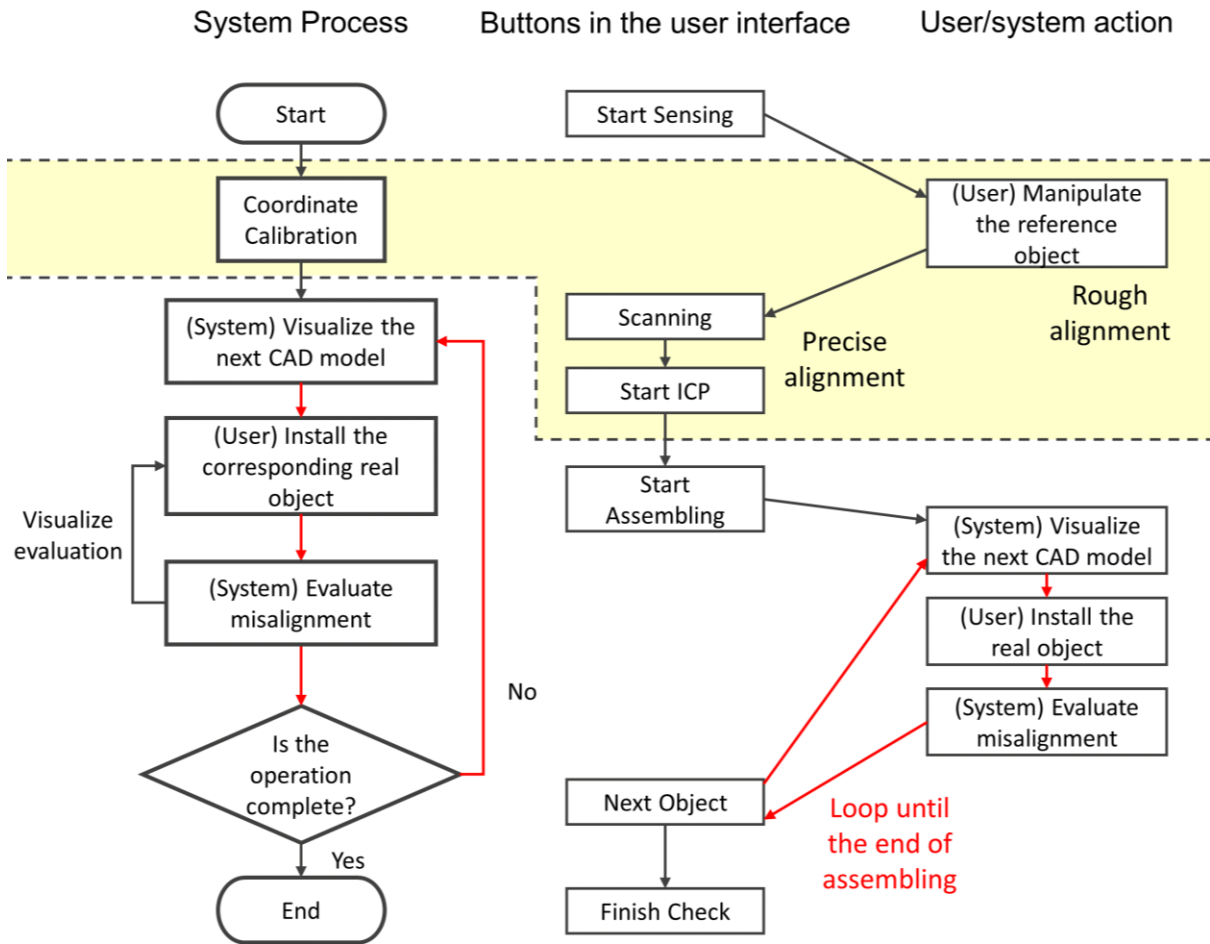 System Process
Buttons in the user interface
User/system action
Start
Start Sensing
Coordinate
Calibration
(User) Manipulate
the reference
object
Rough
alignment
Scanning
Precise
alignment
Start ICP
(System) Visualize the
next CAD model
(User) Install the
corresponding real
object
Visualize
evaluation
(System) Evaluate
misalignment
No
Is the
operation
complete?
Yes
End
Start
Assembling
(System) Visualize
the next CAD model
(User) Install the
real object
(System) Evaluate
misalignment
Next Object
Loop until
the end of
assembling
Finish Check